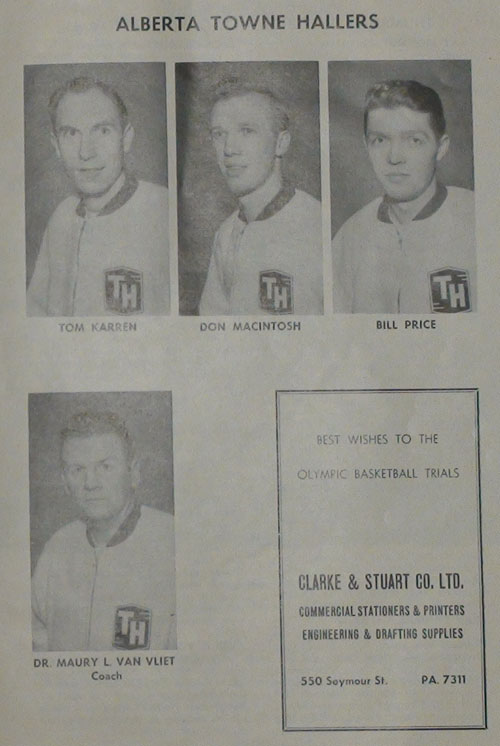 ALBERTA TOWNE HALLERS
TH
TH
TH
TOM KARREN
DON MACINTOSH
BILL PRICE
TH
DR. MAURY L. VAN VLIET
Coach
BEST WISHES TO THE
OLYMPIC BASKETBALL TRIALS
CLARKE & STUART CO. LTD.
COMMERCIAL STATIONERS & PRINTERS
ENGINEERING & DRAFTING SUPPLIES
550 Seymour St. PA. 7311